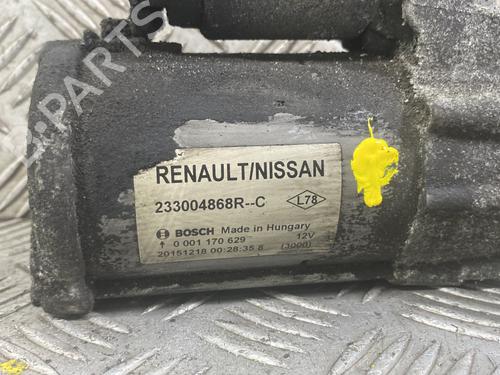 RENAULT/NISSAN
233004868R--C L78
BOSCH Made in Hungary 12V
0 001 170 629
20151218 00:28:35 8 (3000)
B-PARTS